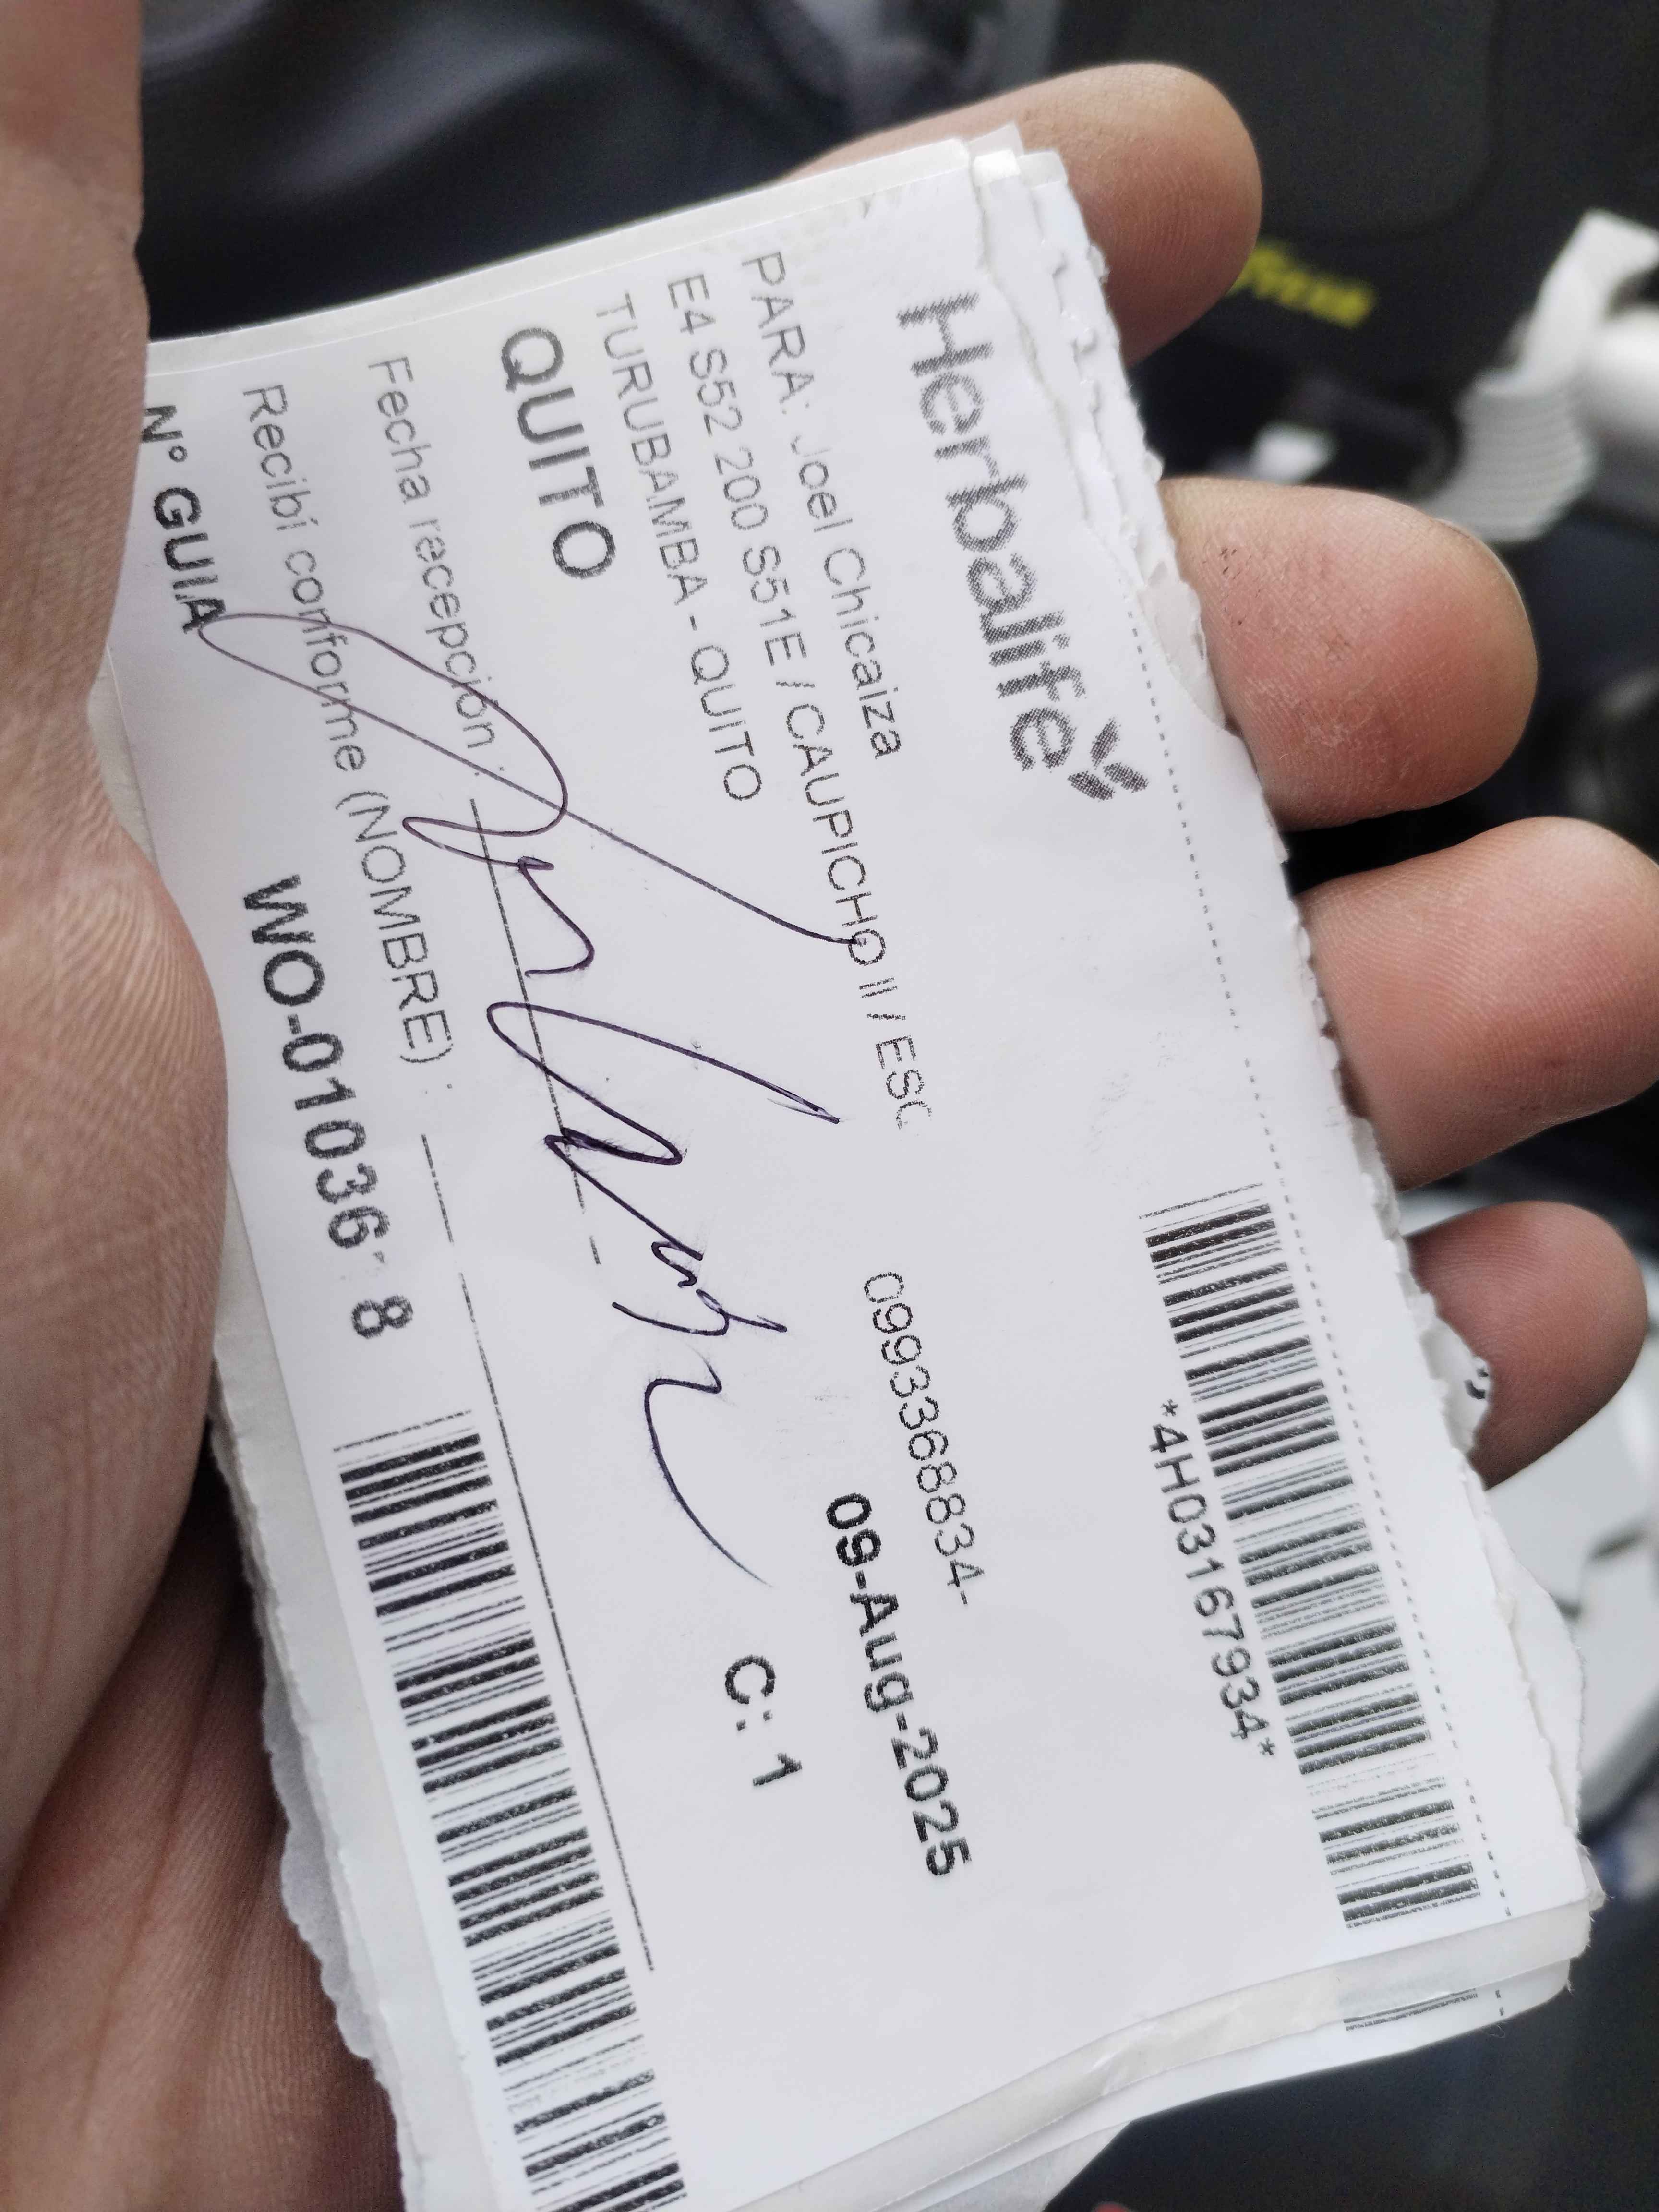 Herbalife
*4H03167934*
PARA: Joel Chicaiza
E4 S52 200 S51E / CAUPICHO II / ESC
0993368834-
TURUBAMBA - QUITO
09-Aug-2025
QUITO
C: 1
Fecha recepción :
Recibí conforme (NOMBRE) :
N° GUIA
WO-01036 8